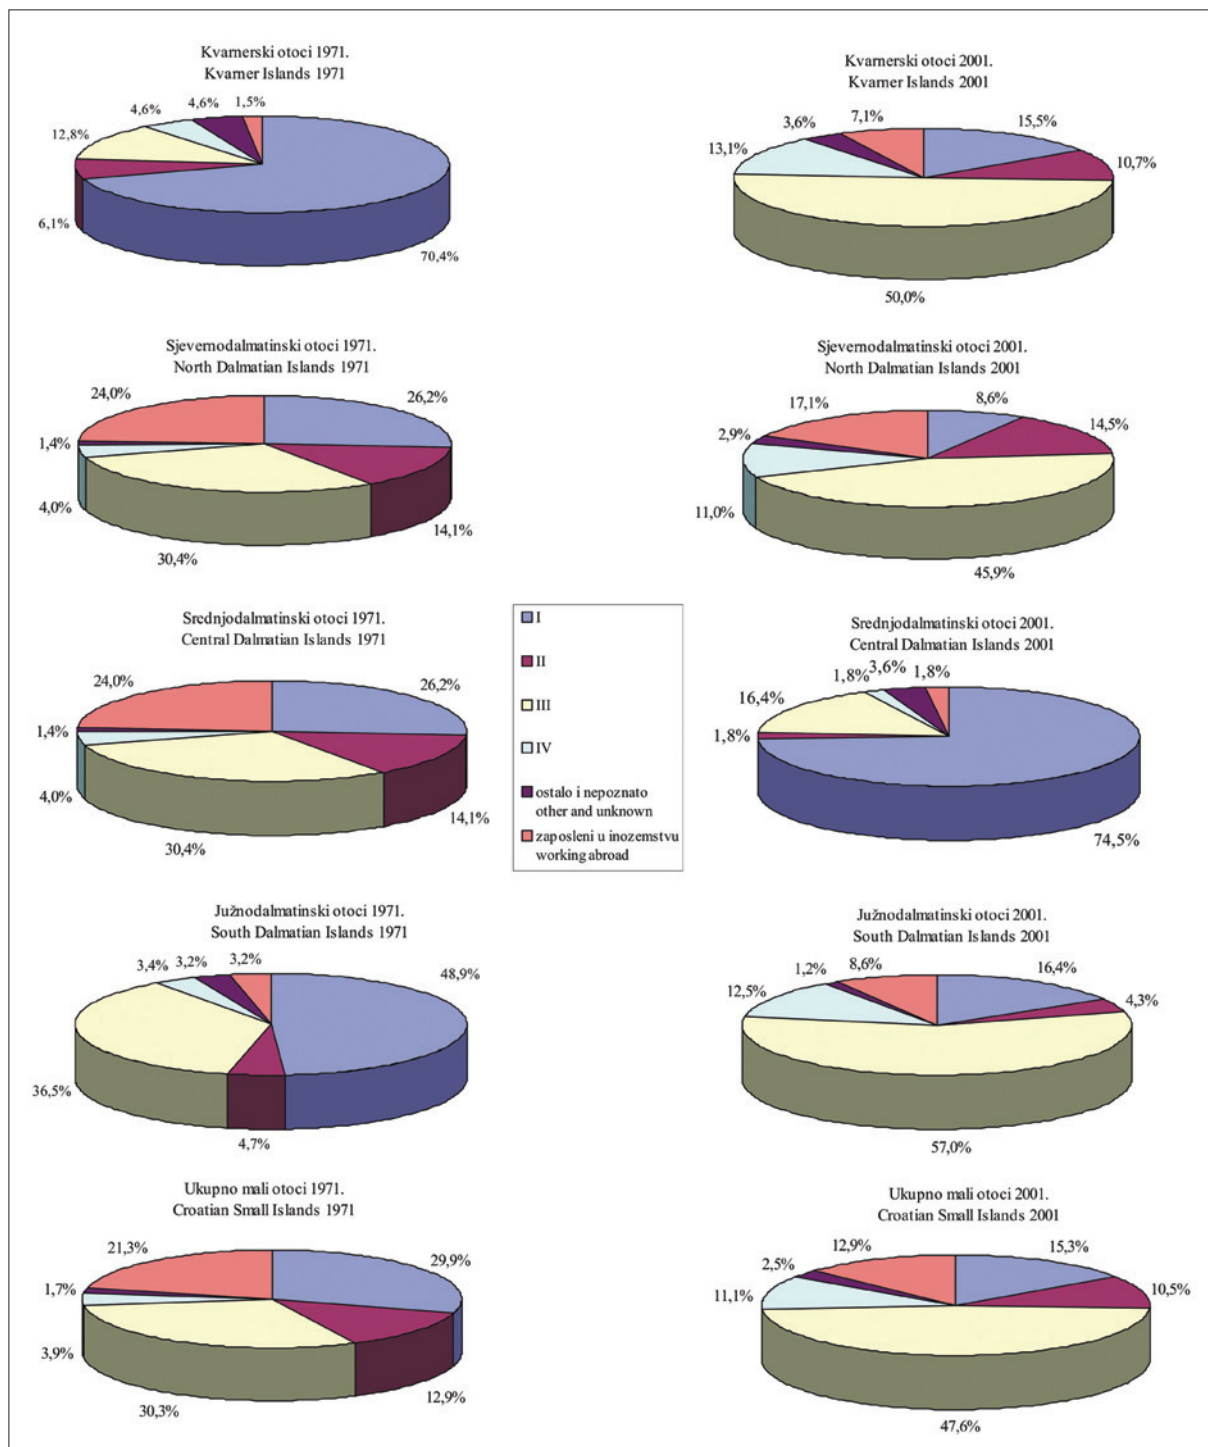 Kvarnerski otoci 1971.
Kvarner Islands 1971
4,6%
4,6%
1,5%
12,8%
6,1%
70,4%
Kvarnerski otoci 2001.
Kvarner Islands 2001
3,6%
7,1%
15,5%
13,1%
10,7%
50,0%
Sjevernodalmatinski otoci 1971.
North Dalmatian Islands 1971
24,0%
26,2%
1,4%
4,0%
14,1%
30,4%
Sjevernodalmatinski otoci 2001.
North Dalmatian Islands 2001
17,1%
8,6%
14,5%
2,9%
11,0%
45,9%
Srednjodalmatinski otoci 1971.
Central Dalmatian Islands 1971
24,0%
26,2%
1,4%
4,0%
14,1%
30,4%
I
II
III
IV
ostalo i nepoznato
other and unknown
zaposleni u inozemstvu
working abroad
Srednjodalmatinski otoci 2001.
Central Dalmatian Islands 2001
1,8%
3,6%
1,8%
16,4%
1,8%
74,5%
Južnodalmatinski otoci 1971.
South Dalmatian Islands 1971
3,4%
3,2%
3,2%
48,9%
36,5%
4,7%
Južnodalmatinski otoci 2001.
South Dalmatian Islands 2001
1,2%
8,6%
16,4%
12,5%
4,3%
57,0%
Ukupno mali otoci 1971.
Croatian Small Islands 1971
21,3%
29,9%
1,7%
3,9%
12,9%
30,3%
Ukupno mali otoci 2001.
Croatian Small Islands 2001
2,5%
12,9%
15,3%
11,1%
10,5%
47,6%